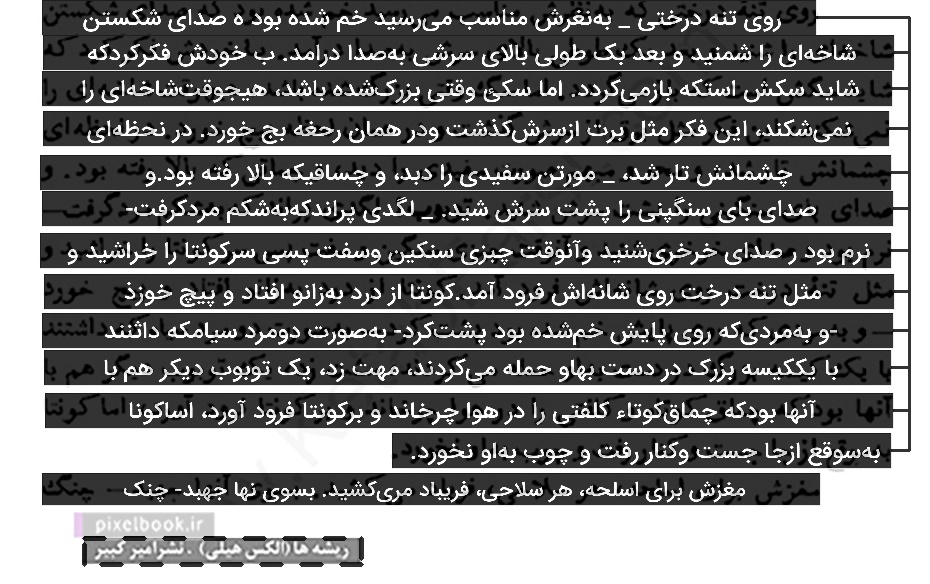 روی تنه درختی _ به‌نغرش مناسب می‌رسید خم شده بود ه صدای شکستن
شاخه‌ای را شمنید و بعد بک طولی بالای سرشی به‌صدا درامد. ب خودش فکرکردکه
شاید سکش استکه بازمی‌گردد. اما سکئ وقتی بزرک‌شده باشد، هیجوقت‌شاخه‌ای را
نمی‌شکند، این فکر مثل برت ازسرش‌کذشت ودر همان رحغه بچ خورد. در نحظه‌ای
چشمانش تار شد، _ مورتن سفیدی را دبد، و چساقیکه بالا رفته بود.و
صدای بای سنگپنی را پشت سرش شید. _ لگدی پراندکه‌به‌شکم مردکرفت-
نرم بود ر صدای خرخری‌شنید وآنوقت چبزی سنکین وسفت پسی سرکونتا را خراشید و
مثل تنه درخت روی شانه‌اش فرود آمد.کونتا از درد به‌زانو افتاد و پیچ خوزذ
-و به‌مردی‌که روی پایش خم‌شده بود پشت‌کرد- به‌صورت دومرد سیامکه دائنند
با یککیسه بزرک در دست بهاو حمله می‌کردند، مهت زد، یک توبوب دیکر هم با
آنها بودکه چماق‌کوتاء کلفتی را در هوا چرخاند و برکونتا فرود آورد، اساکونا
به‌سوقع ازجا جست وکنار رفت و چوب به‌او نخورد.
مغزش برای اسلحه، هر سلاحی، فریباد مری‌کشید. بسوی نها جهبد- چنک
pixelbook.ir
ریشه ها (الکس هیلی) . نشرامیر کبیر